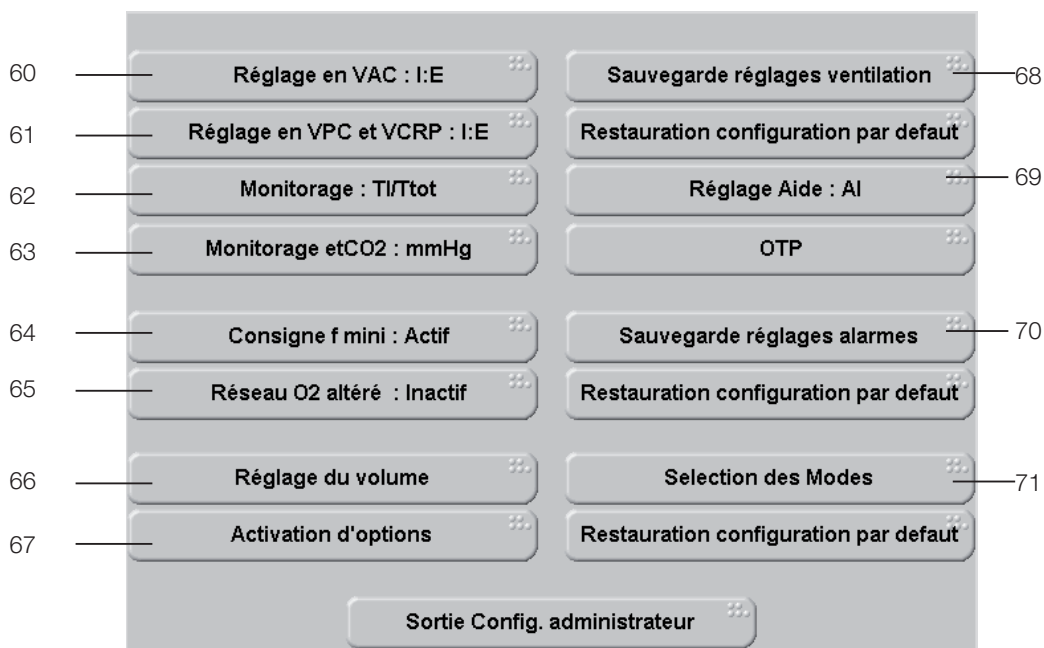 60
Réglage en VAC : I:E
Sauvegarde réglages ventilation
68
61
Réglage en VPC et VCRP : I:E
Restauration configuration par defaut
62
Monitorage : TI/Ttot
Réglage Aide : AI
69
63
Monitorage etCO2 : mmHg
OTP
64
Consigne f mini : Actif
Sauvegarde réglages alarmes
70
65
Réseau O2 altéré : Inactif
Restauration configuration par defaut
66
Réglage du volume
Selection des Modes
71
67
Activation d'options
Restauration configuration par defaut
Sortie Config. administrateur